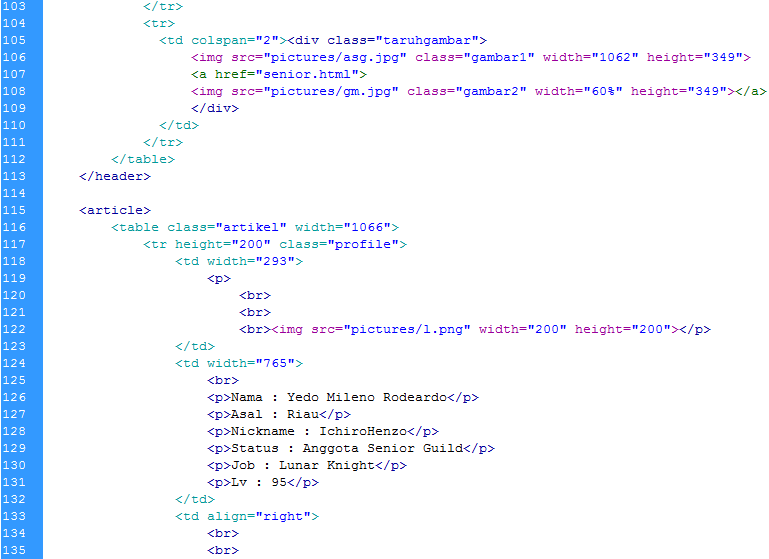 103 </tr>
104 <tr>
105 <td colspan="2"><div class="taruhgambar">
106 <img src="pictures/asg.jpg" class="gambar1" width="1062" height="349">
107 <a href="senior.html">
108 <img src="pictures/gm.jpg" class="gambar2" width="60%" height="349"></a>
109 </div>
110 </td>
111 </tr>
112 </table>
113 </header>
114
115 <article>
116 <table class="artikel" width="1066">
117 <tr height="200" class="profile">
118 <td width="293">
119 <p>
120 <br>
121 <br>
122 <br><img src="pictures/l.png" width="200" height="200"></p>
123 </td>
124 <td width="765">
125 <br>
126 <p>Nama : Yedo Mileno Rodeardo</p>
127 <p>Asal : Riau</p>
128 <p>Nickname : IchiroHenzo</p>
129 <p>Status : Anggota Senior Guild</p>
130 <p>Job : Lunar Knight</p>
131 <p>Lv : 95</p>
132 </td>
133 <td align="right">
134 <br>
135 <br>